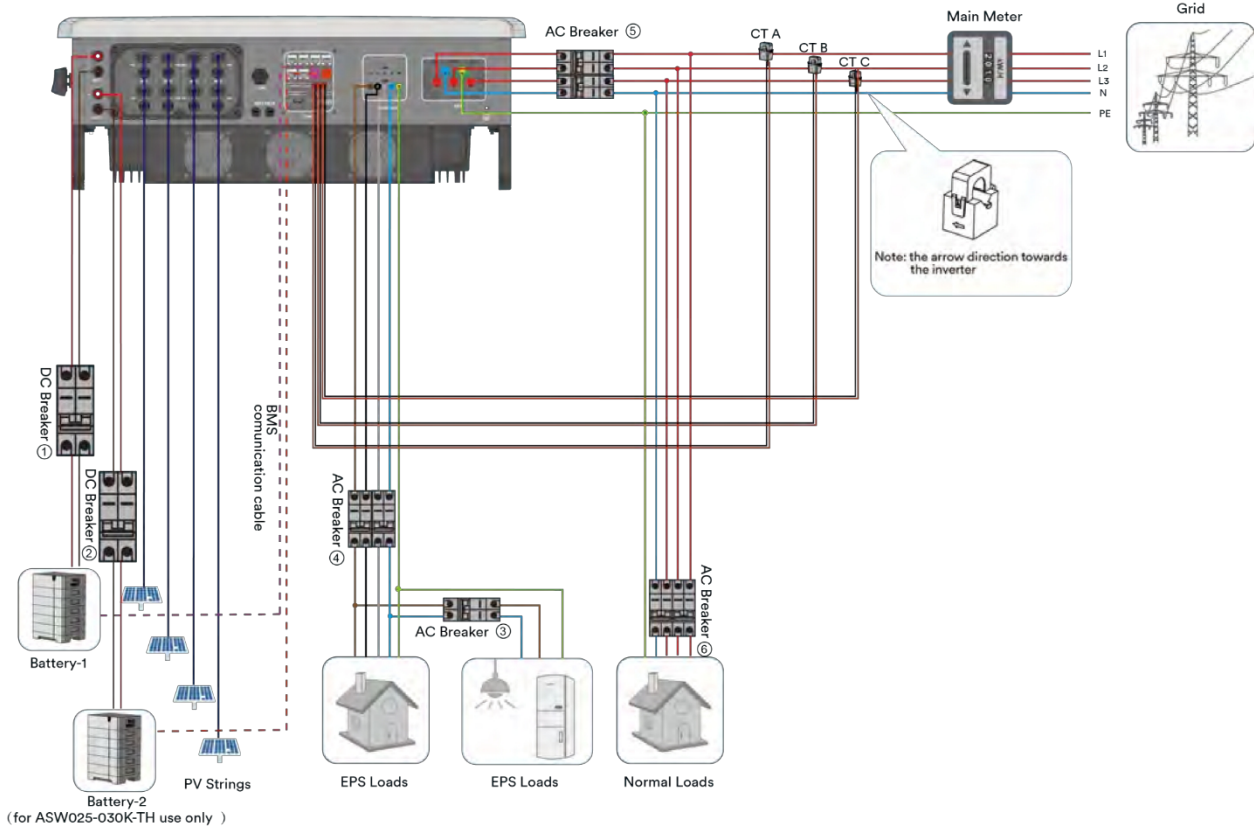 Grid
Main Meter
AC Breaker ⑤
CT A
CT B
CT C
L1
L2
L3
N
PE
Note: the arrow direction towards
the inverter
DC Breaker ①
DC Breaker ②
BMS
comunication cable
AC Breaker ④
AC Breaker ③
AC Breaker ⑥
Battery-1
Battery-2
(for ASW025-030K-TH use only )
PV Strings
EPS Loads
EPS Loads
Normal Loads